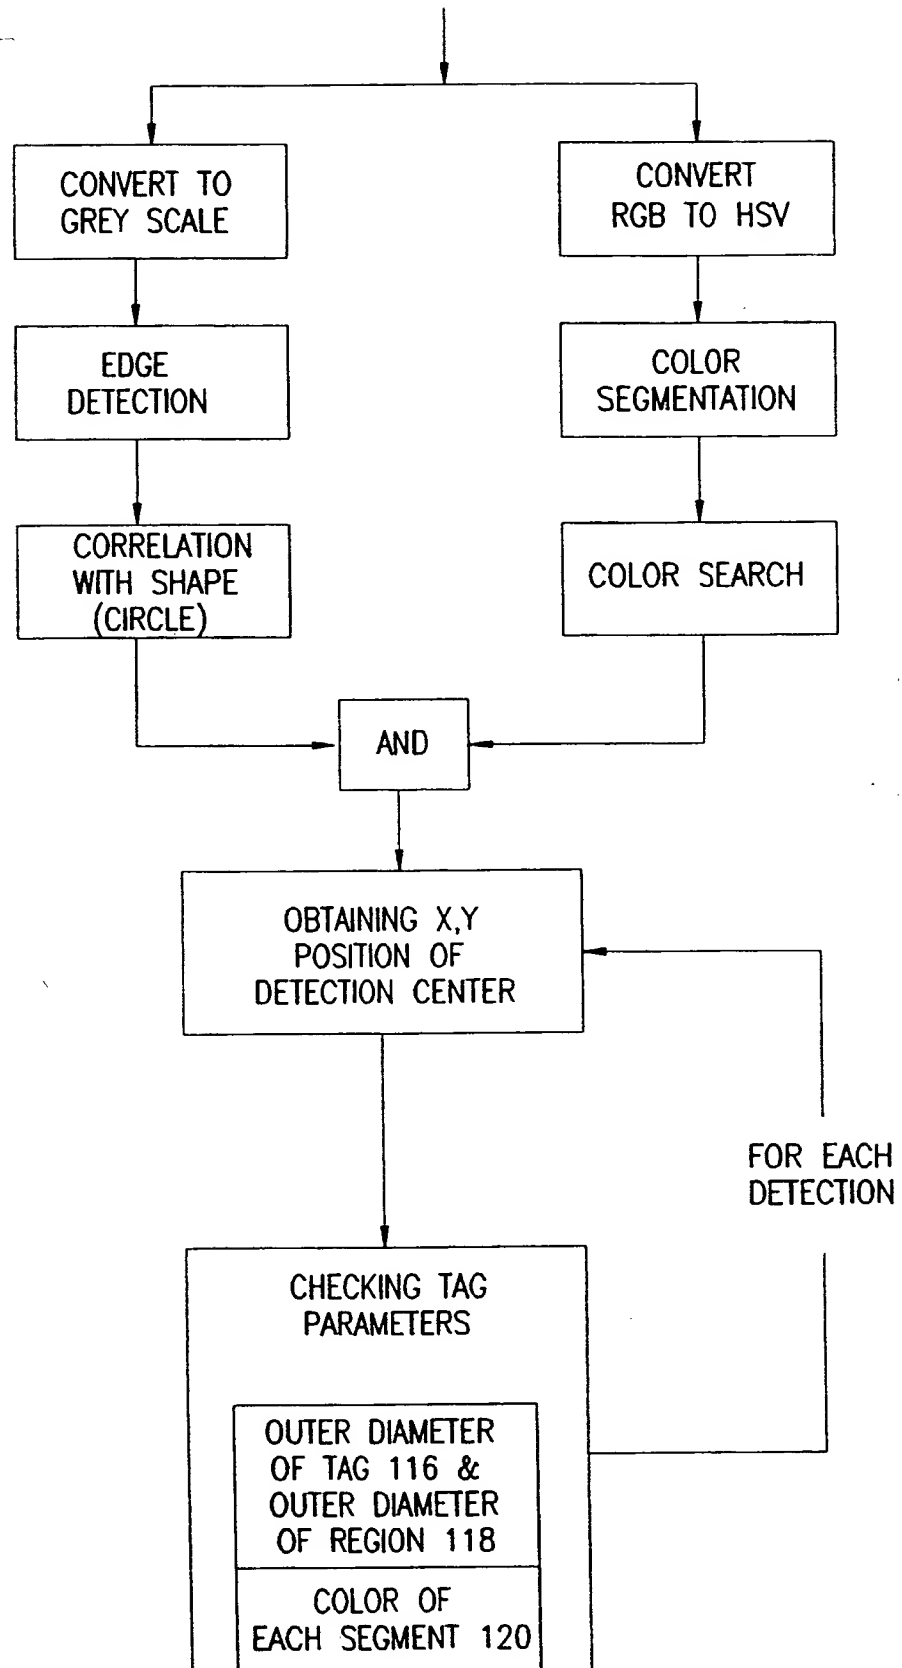 CONVERT TO
GREY SCALE
CONVERT
RGB TO HSV
EDGE
DETECTION
COLOR
SEGMENTATION
CORRELATION
WITH SHAPE
(CIRCLE)
COLOR SEARCH
AND
OBTAINING X,Y
POSITION OF
DETECTION CENTER
FOR EACH
DETECTION
CHECKING TAG
PARAMETERS
OUTER DIAMETER
OF TAG 116 &
OUTER DIAMETER
OF REGION 118
COLOR OF
EACH SEGMENT 120